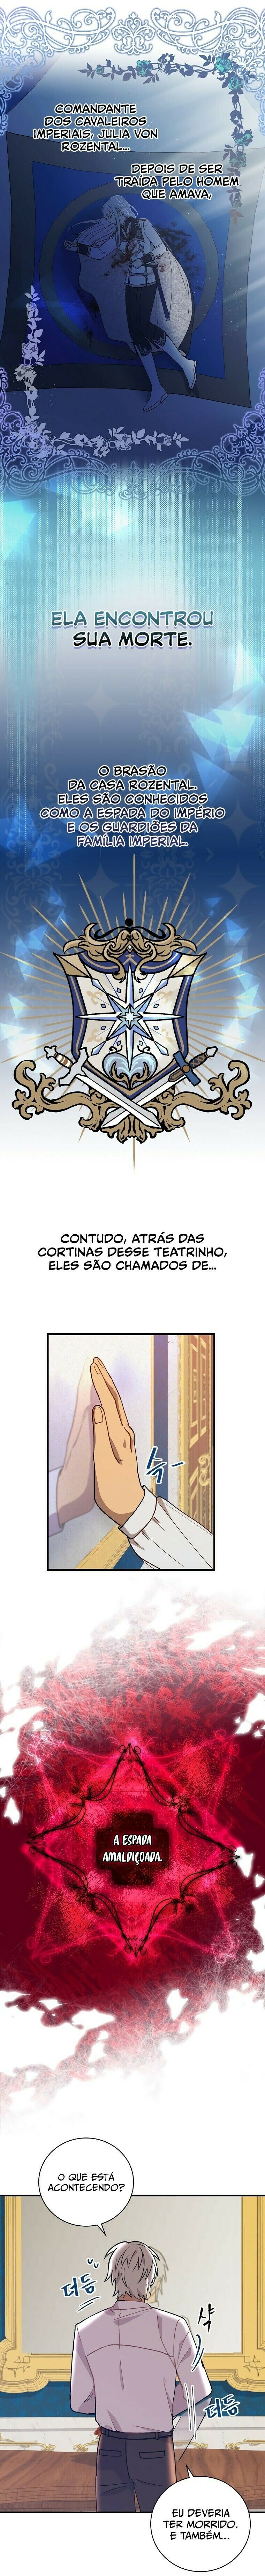 COMANDANTE
DOS CAVALEIROS
IMPERIAIS, JULIA VON
ROZENTAL...
DEPOIS DE SER
TRAÍDA PELO HOMEM
QUE AMAVA,
ELA ENCONTROU
SUA MORTE.
O BRASÃO
DA CASA ROZENTAL.
ELES SÃO CONHECIDOS
COMO A ESPADA DO IMPÉRIO
E OS GUARDIÕES DA
FAMÍLIA IMPERIAL.
CONTUDO, ATRÁS DAS
CORTINAS DESSE TEATRINHO,
ELES SÃO CHAMADOS DE...
A ESPADA
AMALDIÇOADA.
O QUE ESTÁ
ACONTECENDO?
더듬
샥
더듬
EU DEVERIA
TER MORRIDO.
E TAMBÉM...